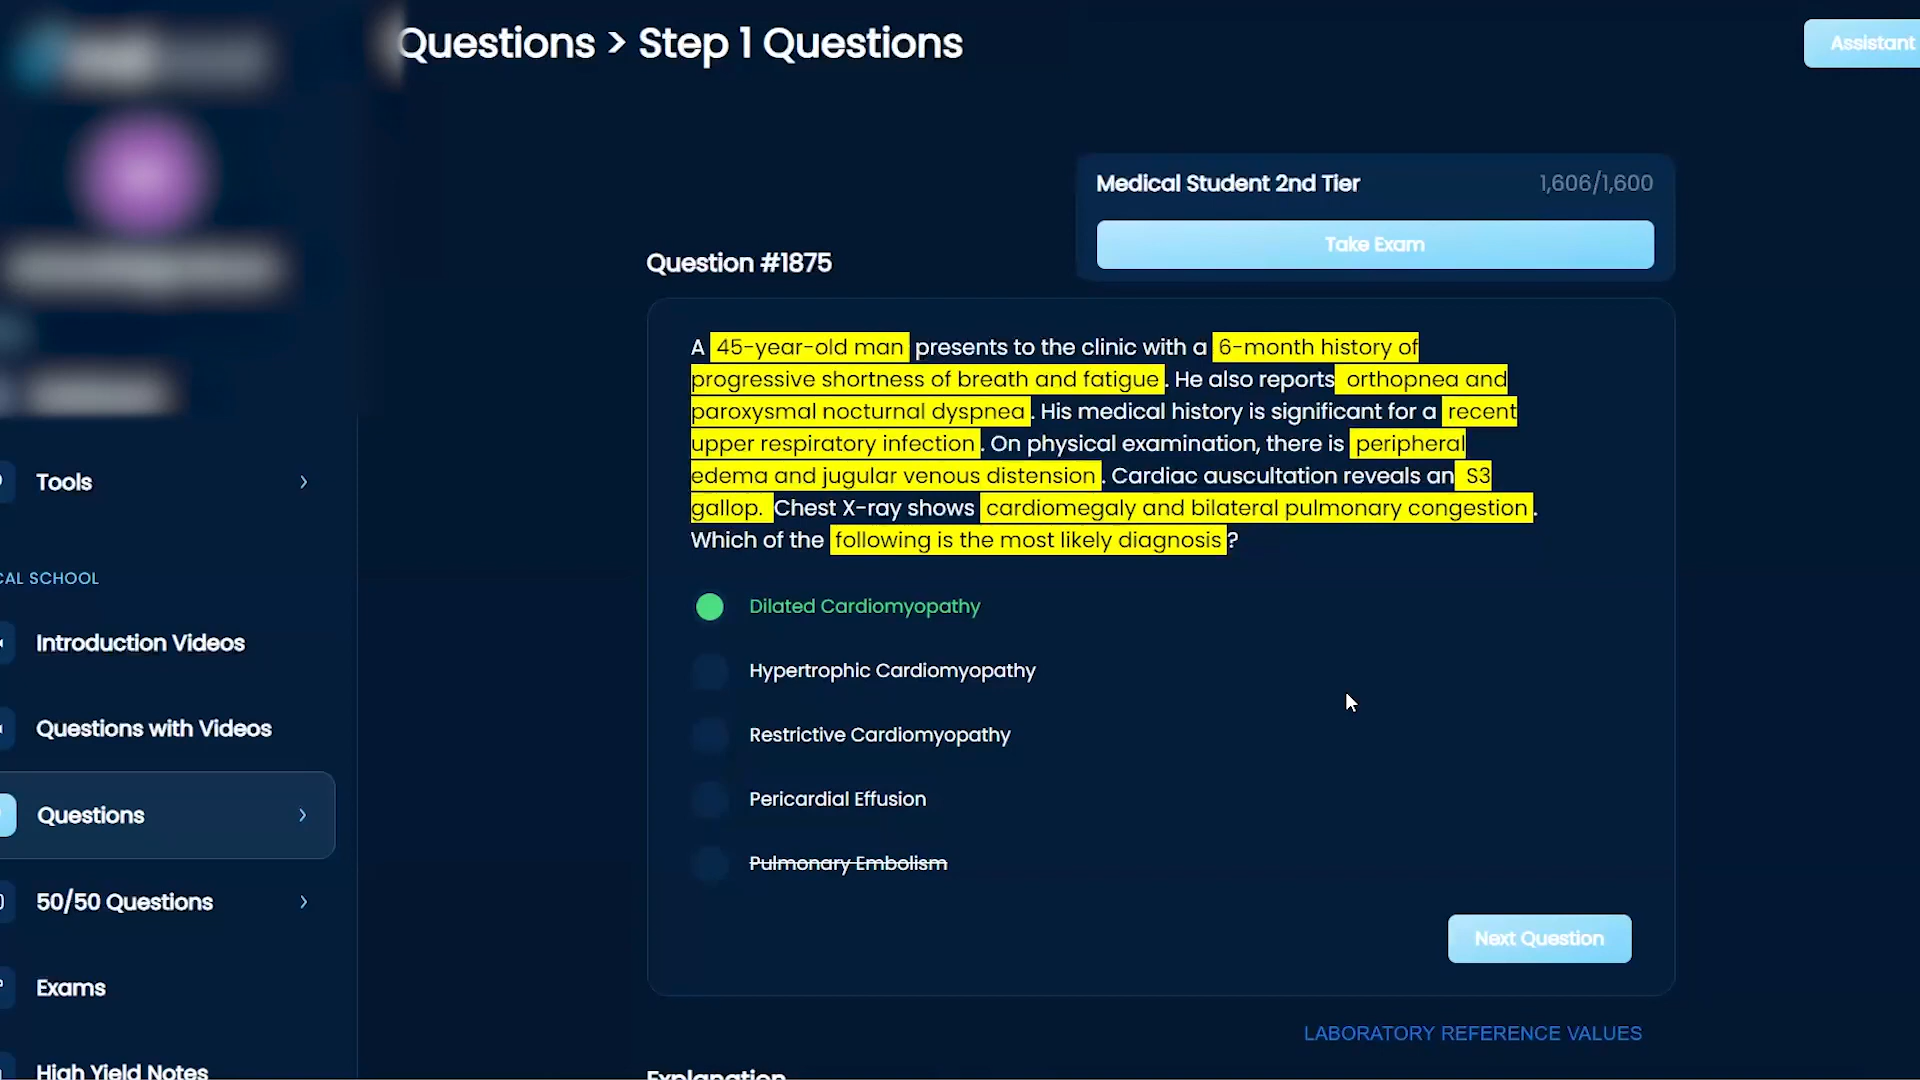 Questions > Step 1 Questions
Assistant
Medical Student 2nd Tier 1,606/1,600
Take Exam
Question #1875
A 45-year-old man presents to the clinic with a 6-month history of
progressive shortness of breath and fatigue. He also reports orthopnea and
paroxysmal nocturnal dyspnea. His medical history is significant for a recent
upper respiratory infection. On physical examination, there is peripheral
edema and jugular venous distension. Cardiac auscultation reveals an S3
gallop. Chest X-ray shows cardiomegaly and bilateral pulmonary congestion.
Which of the following is the most likely diagnosis?
Dilated Cardiomyopathy
Hypertrophic Cardiomyopathy
Restrictive Cardiomyopathy
Pericardial Effusion
Pulmonary Embolism
Next Question
LABORATORY REFERENCE VALUES
Explanation
Tools
CAL SCHOOL
Introduction Videos
Questions with Videos
Questions
50/50 Questions
Exams
High Yield Notes